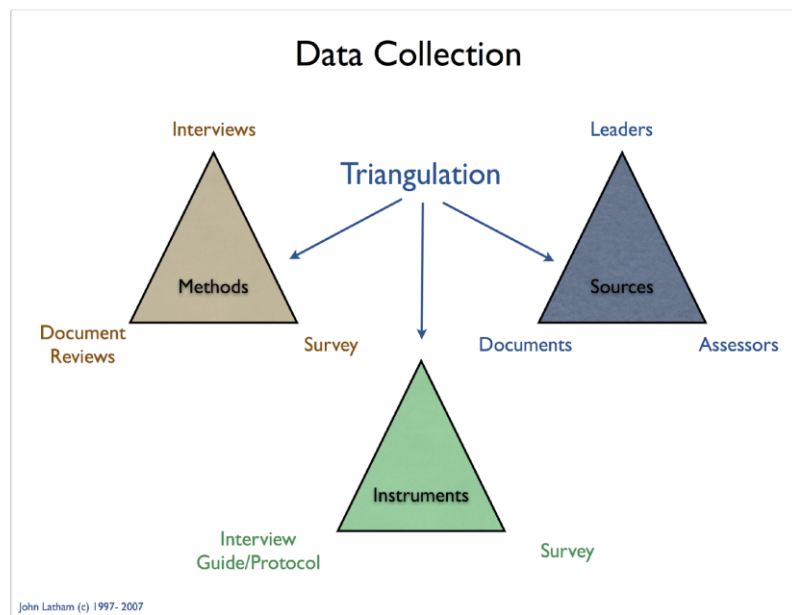 Data Collection
Interviews
Leaders
Triangulation
Methods
Sources
Document
Reviews
Survey
Documents
Assessors
Instruments
Interview
Guide/Protocol
Survey
John Latham (c) 1997- 2007